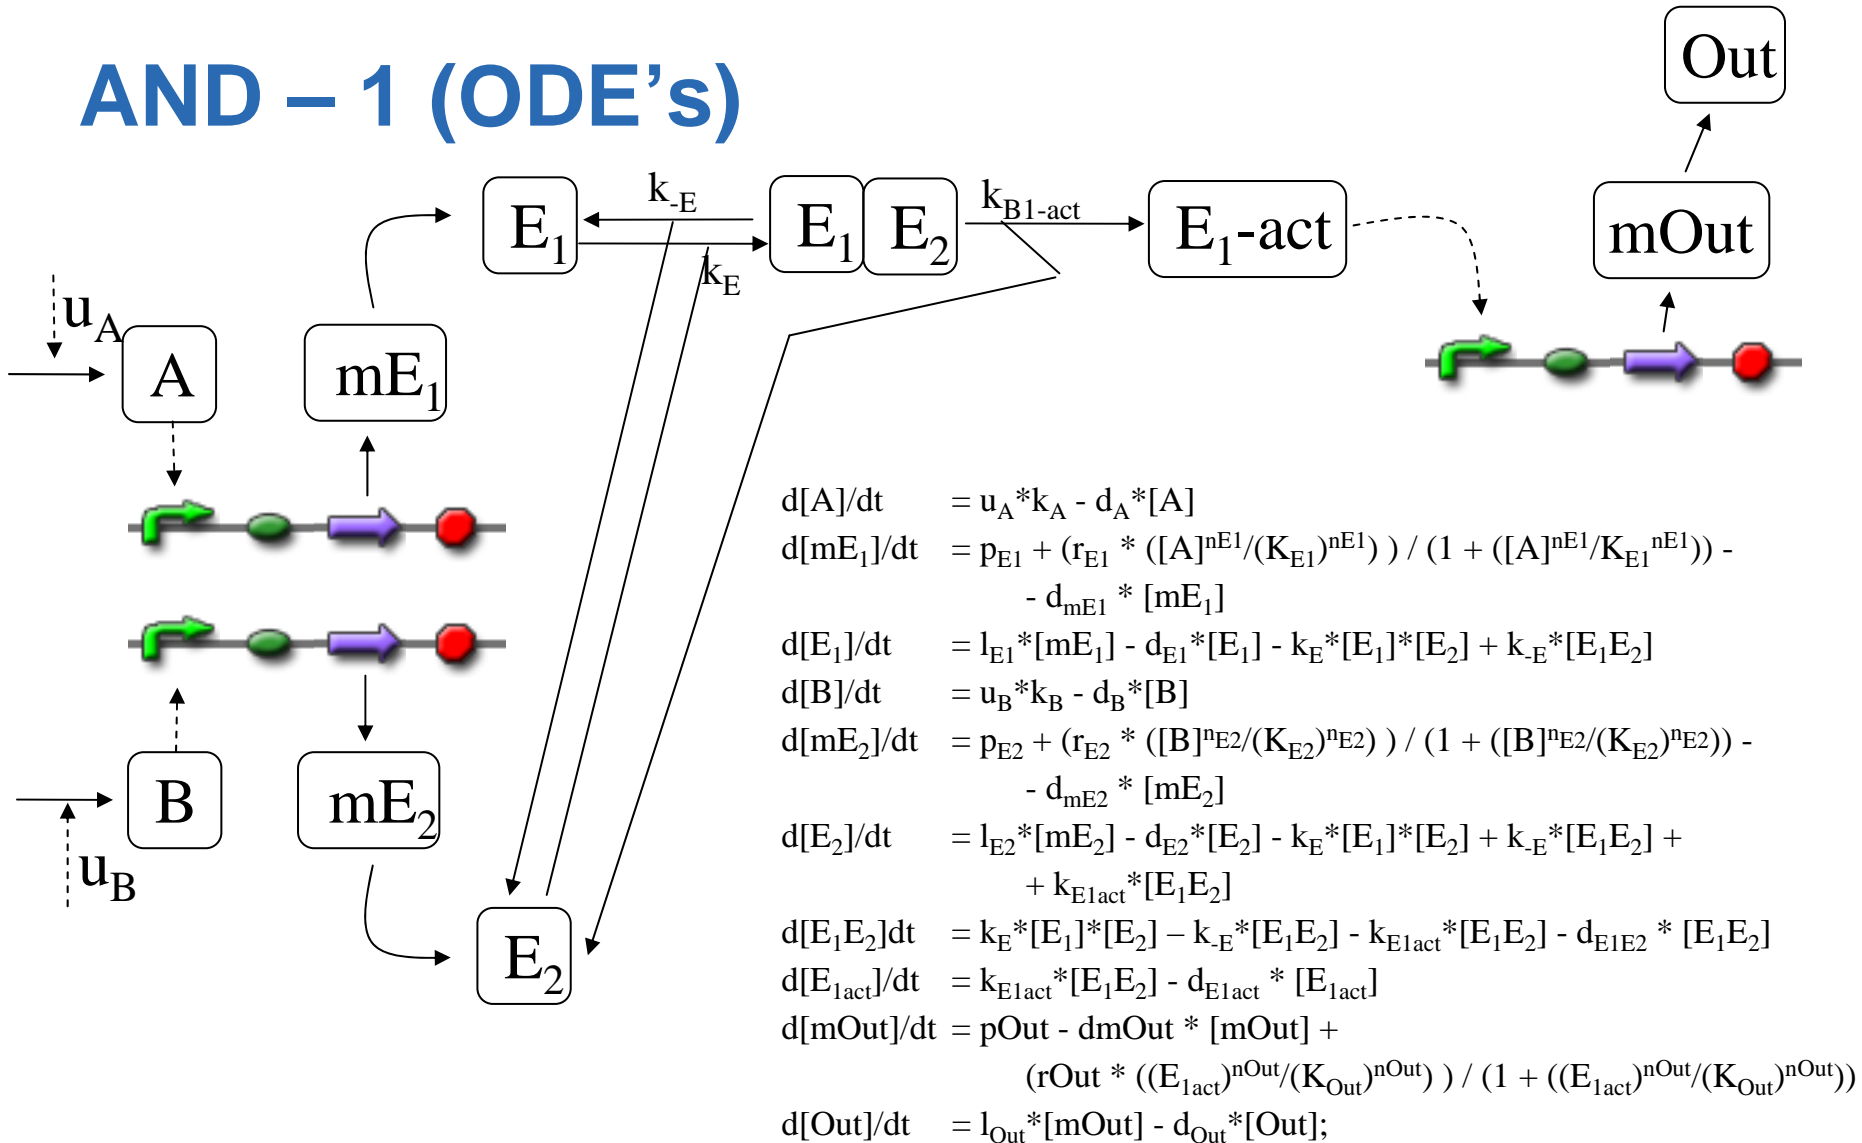 AND – 1 (ODE’s)
Out
k-E
kB1-act
E1
E1 E2
E1-act
mOut
kE
uA
A
mE1
d[A]/dt = uA*kA - dA*[A]
d[mE1]/dt = pE1 + (rE1 * ([A]nE1/(KE1)nE1) ) / (1 + ([A]nE1/KE1nE1)) -
- dmE1 * [mE1]
d[E1]/dt = lE1*[mE1] - dE1*[E1] - kE*[E1]*[E2] + k-E*[E1E2]
d[B]/dt = uB*kB - dB*[B]
d[mE2]/dt = pE2 + (rE2 * ([B]nE2/(KE2)nE2) ) / (1 + ([B]nE2/(KE2)nE2)) -
- dmE2 * [mE2]
B
mE2
uB
d[E2]/dt = lE2*[mE2] - dE2*[E2] - kE*[E1]*[E2] + k-E*[E1E2] +
+ kE1act*[E1E2]
E2
d[E1E2]dt = kE*[E1]*[E2] – k-E*[E1E2] - kE1act*[E1E2] - dE1E2 * [E1E2]
d[E1act]/dt = kE1act*[E1E2] - dE1act * [E1act]
d[mOut]/dt = pOut - dmOut * [mOut] +
(rOut * ((E1act)nOut/(KOut)nOut) ) / (1 + ((E1act)nOut/(KOut)nOut))
d[Out]/dt = lOut*[mOut] - dOut*[Out];